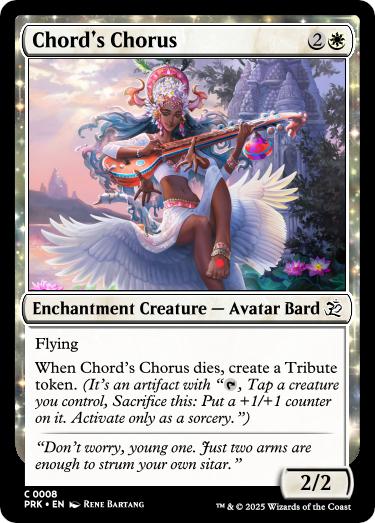 Chord's Chorus 2
Enchantment Creature — Avatar Bard
Flying
When Chord's Chorus dies, create a Tribute
token. (It's an artifact with “, Tap a creature
you control, Sacrifice this: Put a +1/+1 counter
on it. Activate only as a sorcery.”)
“Don't worry, young one. Just two arms are
enough to strum your own sitar.”
2/2
C 0008
PRK • EN Rene Bartang
™ & © 2025 Wizards of the Coast